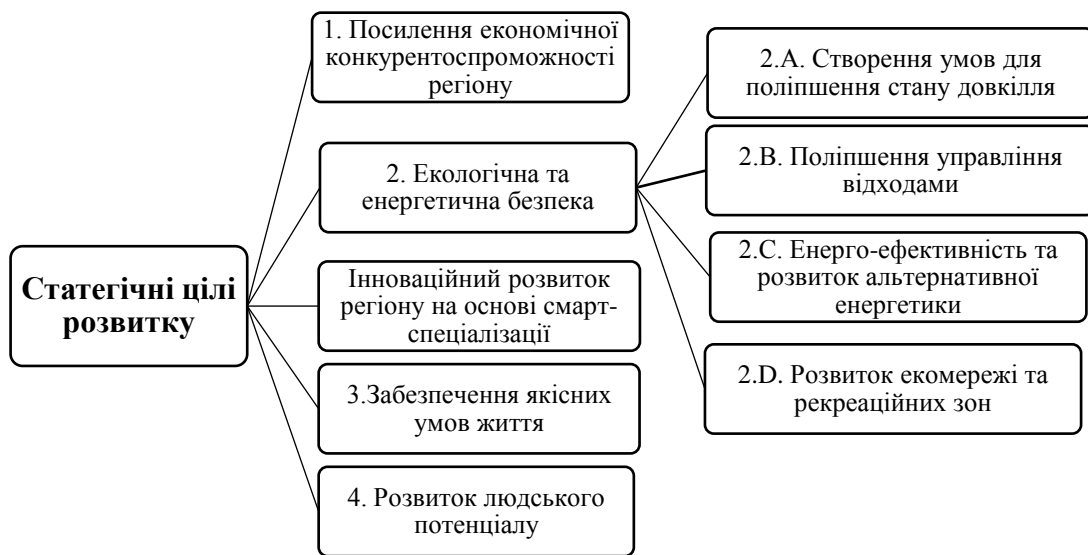 Статегічні цілі
розвитку
1. Посилення економічної
конкурентоспроможності
регіону
2. Екологічна та
енергетична безпека
Інноваційний розвиток
регіону на основі смарт-
спеціалізації
3.Забезпечення якісних
умов життя
4. Розвиток людського
потенціалу
2.A. Створення умов для
поліпшення стану довкілля
2.B. Поліпшення управління
відходами
2.C. Енерго-ефективність та
розвиток альтернативної
енергетики
2.D. Розвиток екомережі та
рекреаційних зон